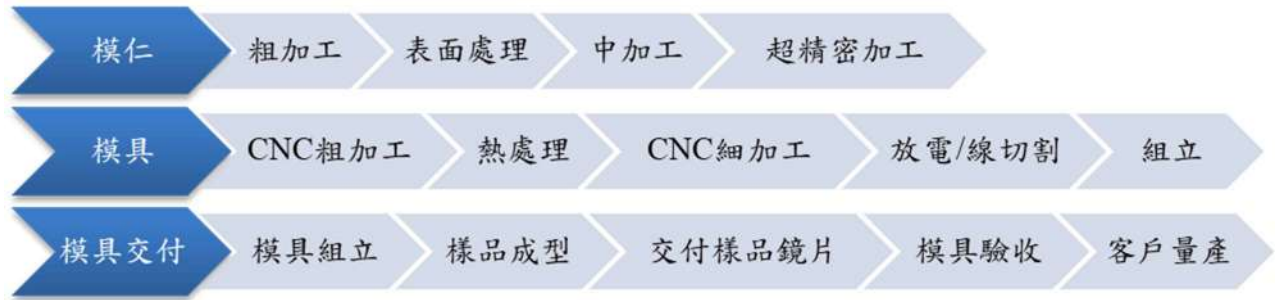 模仁 粗加工 表面處理 中加工 超精密加工
模具 CNC粗加工 熱處理 CNC細加工 放電/線切割 組立
模具交付 模具組立 樣品成型 交付樣品鏡片 模具驗收 客戶量產